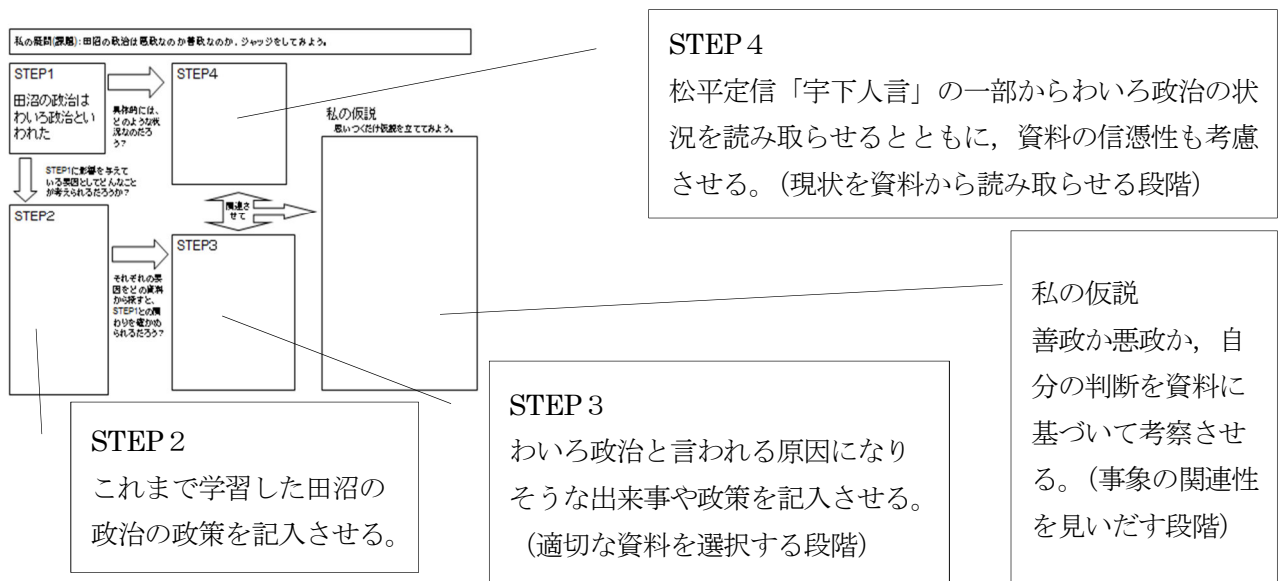 私の疑問(課題):田沼の政治は悪政なのか善政なのか、ジャッジをしてみよう。
STEP1
田沼の政治は
わいろ政治とい
われた
具体的には、
どのような状
況なのだろ
う?
STEP4
STEP1に影響を与えて
いる要因としてどんなこと
が考えられるだろうか?
STEP2
それぞれの要
因をどの資料
から探すと、
STEP1との関
わりを確かめ
られるだろう?
STEP3
関連さ
せて
私の仮説
思いつくだけ仮説を立ててみよう。
STEP4
松平定信「宇下人言」の一部からわいろ政治の状
況を読み取らせるとともに，資料の信憑性も考慮
させる。（現状を資料から読み取らせる段階）
私の仮説
善政か悪政か，自
分の判断を資料に
基づいて考察させ
る。（事象の関連性
を見いだす段階）
STEP2
これまで学習した田沼の
政治の政策を記入させる。
STEP3
わいろ政治と言われる原因になり
そうな出来事や政策を記入させる。
（適切な資料を選択する段階）